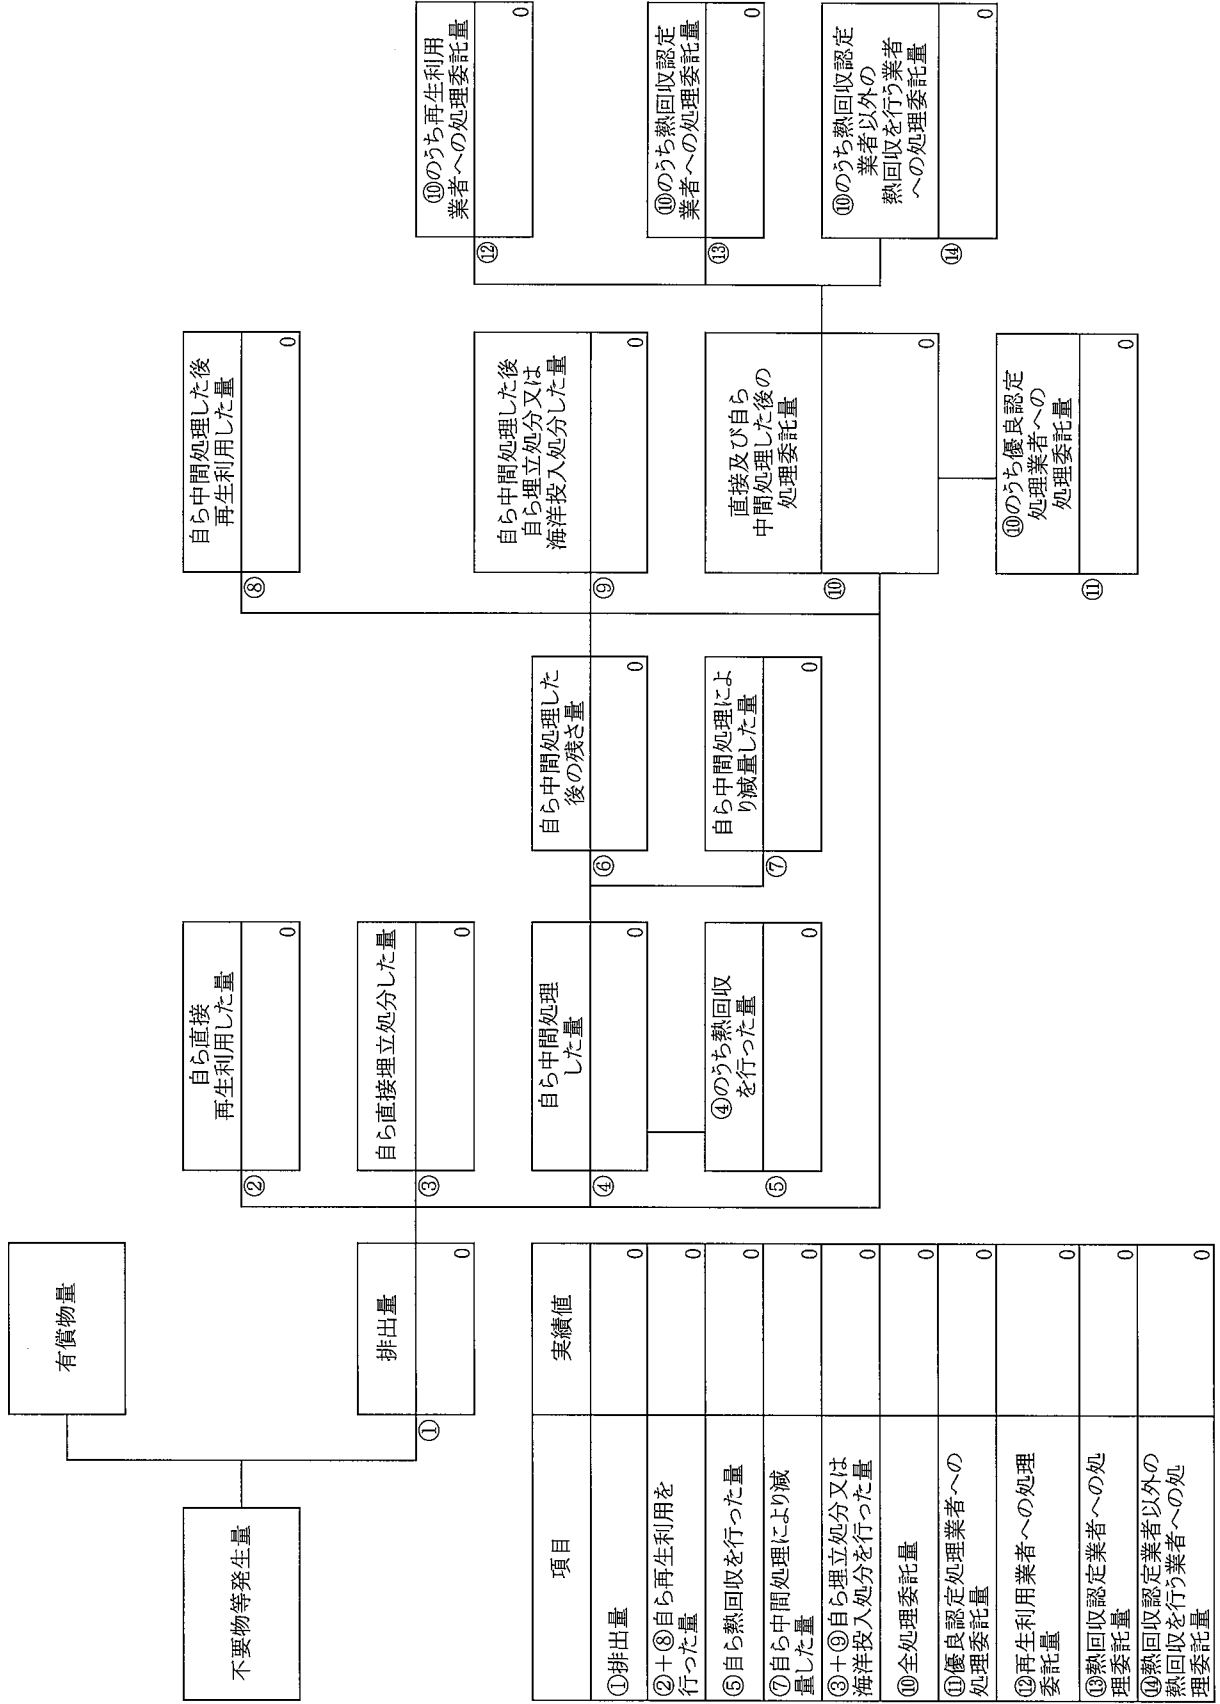 不要物等発生量
有償物量
①
排出量
0
②
自ら直接
再生利用した量
0
③
自ら直接埋立処分した量
0
④
自ら中間処理
した量
0
⑤
④のうち熱回収
を行った量
0
⑥
自ら中間処理した
後の残さ量
0
⑦
自ら中間処理によ
り減量した量
0
⑧
自ら中間処理した後
再生利用した量
0
⑨
自ら中間処理した後
自ら埋立処分又は
海洋投入処分した量
0
⑩
直接及び自ら
中間処理した後の
処理委託量
0
⑪
⑩のうち優良認定
処理業者への
処理委託量
0
⑫
⑩のうち再生利用
業者への処理委託量
0
⑬
⑩のうち熱回収認定
業者への処理委託量
0
⑭
⑩のうち熱回収認定
業者以外の
熱回収を行う業者
への処理委託量
0
項目
実績値
①排出量
0
②+⑧自ら再生利用を
行った量
0
⑤自ら熱回収を行った量
0
⑦自ら中間処理により減
量した量
0
③+⑨自ら埋立処分又は
海洋投入処分を行った量
0
⑩全処理委託量
0
⑪優良認定処理業者への
処理委託量
0
⑫再生利用業者への処理
委託量
0
⑬熱回収認定業者への処
理委託量
0
⑭熱回収認定業者以外の
熱回収を行う業者への処
理委託量
0